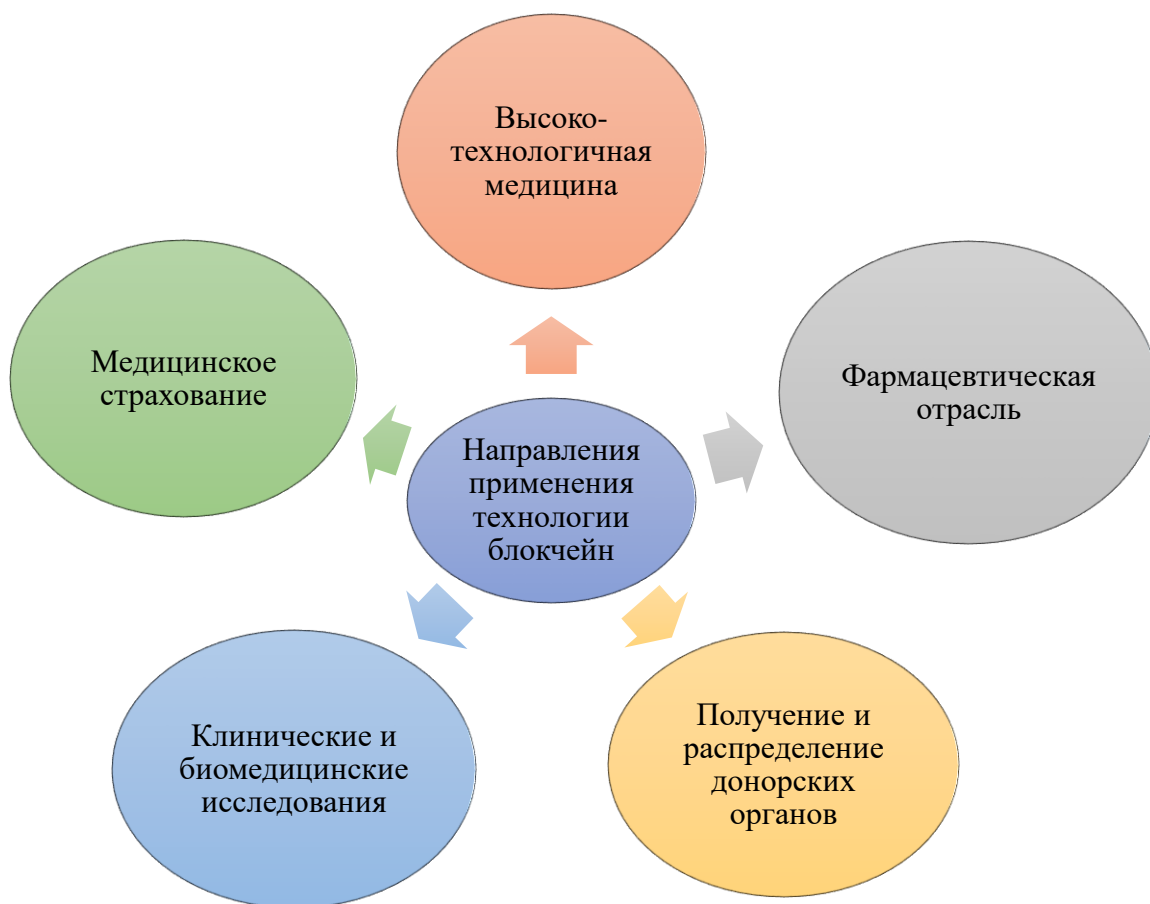 Высоко-
технологичная
медицина
Медицинское
страхование
Фармацевтическая
отрасль
Направления
применения
технологии
блокчейн
Клинические и
биомедицинские
исследования
Получение и
распределение
донорских
органов